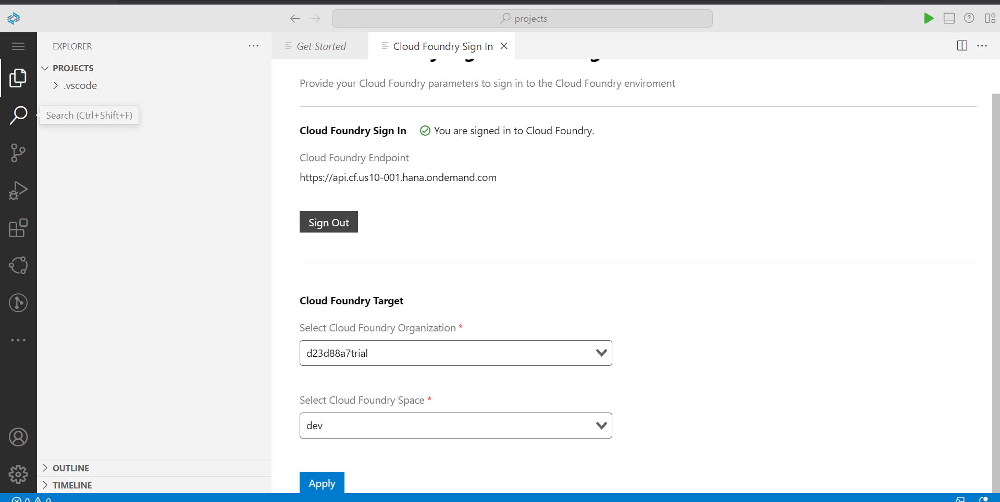 projects
EXPLORER
PROJECTS
.vscode
Search (Ctrl+Shift+F)
OUTLINE
TIMELINE
Get Started
Cloud Foundry Sign In
Provide your Cloud Foundry parameters to sign in to the Cloud Foundry enviroment
Cloud Foundry Sign In You are signed in to Cloud Foundry.
Cloud Foundry Endpoint
https://api.cf.us10-001.hana.ondemand.com
Sign Out
Cloud Foundry Target
Select Cloud Foundry Organization *
d23d88a7trial
Select Cloud Foundry Space *
dev
Apply
0 0